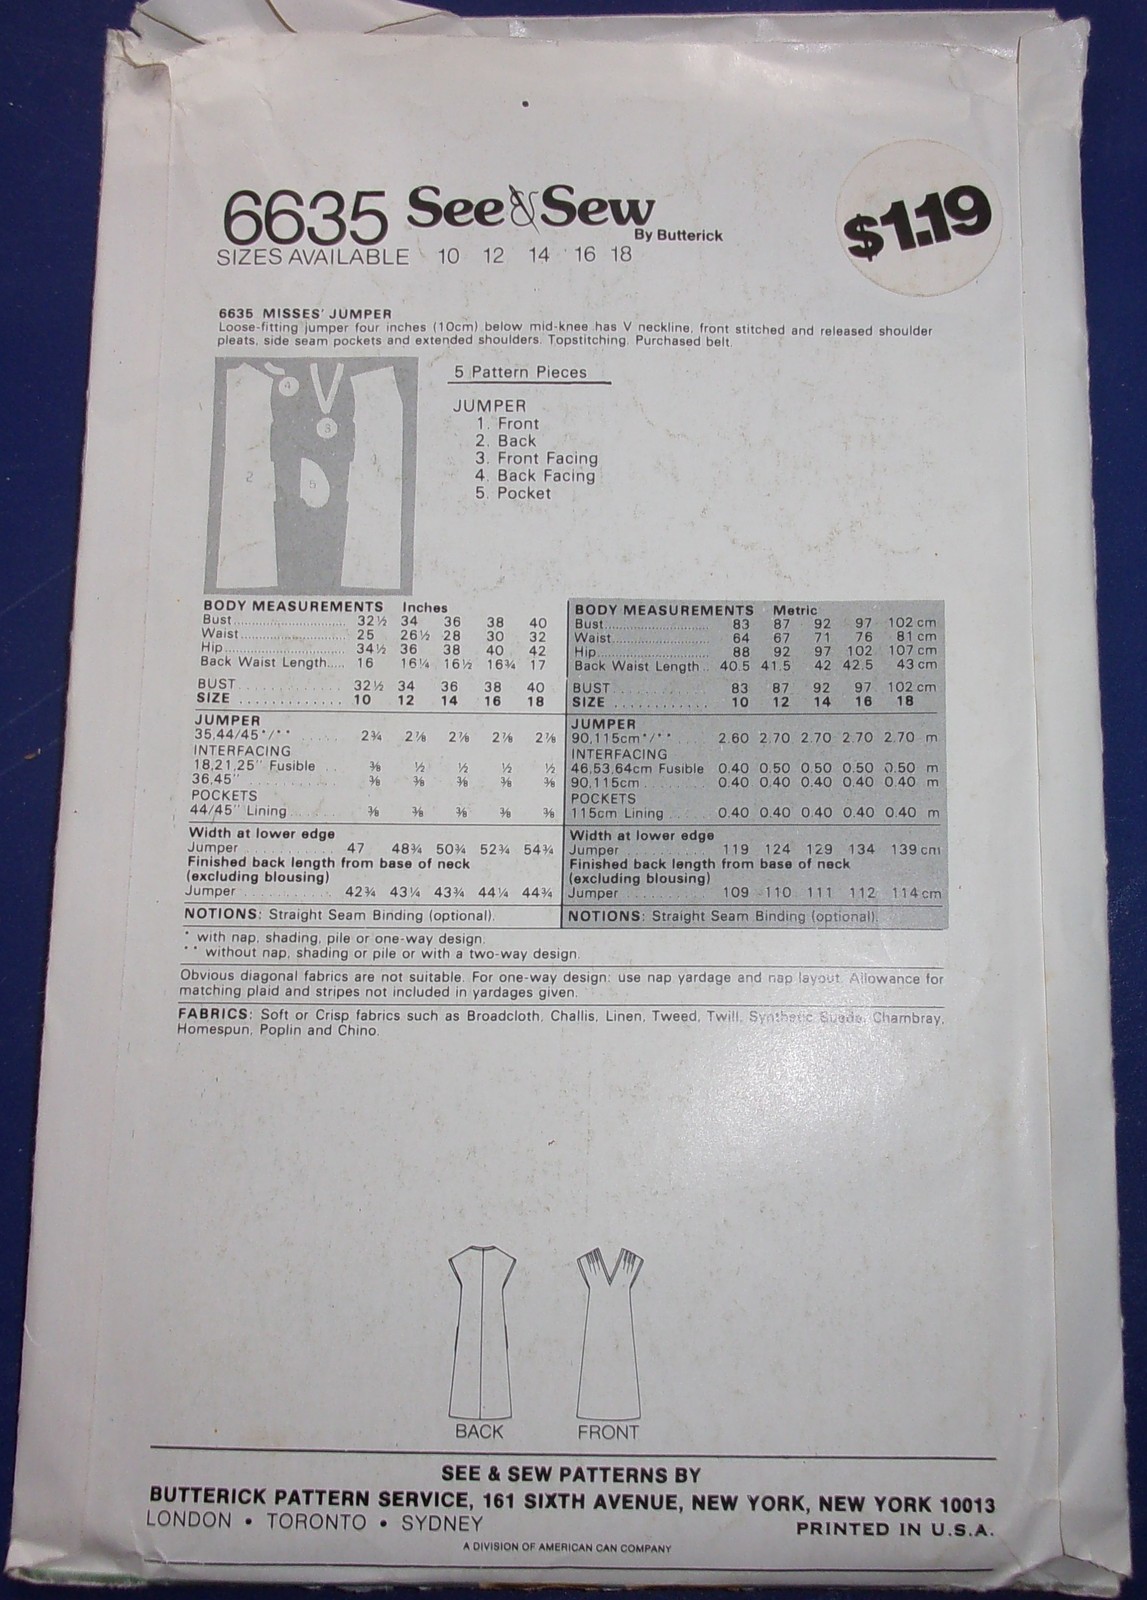 6635 See & Sew
By Butterick
$1.19
SIZES AVAILABLE 10 12 14 16 18
6635 MISSES' JUMPER
Loose-fitting jumper four inches (10cm) below mid-knee has V neckline, front stitched and released shoulder
pleats, side seam pockets and extended shoulders. Topstitching. Purchased belt.
5 Pattern Pieces
JUMPER
1. Front
2. Back
3. Front Facing
4. Back Facing
5. Pocket
4
3
2
1
5
BODY MEASUREMENTS Inches
Bust 32½ 34 36 38 40
Waist 25 26½ 28 30 32
Hip 34½ 36 38 40 42
Back Waist Length 16 16¼ 16½ 16¾ 17
BUST 32½ 34 36 38 40
SIZE 10 12 14 16 18
JUMPER
35,44/45"*/** 2¾ 2⅞ 2⅞ 2⅞ 2⅞
INTERFACING
18,21,25" Fusible ⅜ ½ ½ ½ ½
36,45" ⅜ ⅜ ⅜ ⅜ ⅜
POCKETS
44/45" Lining ⅜ ⅜ ⅜ ⅜ ⅜
Width at lower edge
Jumper 47 48¾ 50¾ 52¾ 54¾
Finished back length from base of neck
(excluding blousing)
Jumper 42¾ 43¼ 43¾ 44¼ 44¾
NOTIONS: Straight Seam Binding (optional).
BODY MEASUREMENTS Metric
Bust 83 87 92 97 102 cm
Waist 64 67 71 76 81 cm
Hip 88 92 97 102 107 cm
Back Waist Length 40.5 41.5 42 42.5 43 cm
BUST 83 87 92 97 102 cm
SIZE 10 12 14 16 18
JUMPER
90,115cm*/** 2.60 2.70 2.70 2.70 2.70 m
INTERFACING
46,53,64cm Fusible 0.40 0.50 0.50 0.50 0.50 m
90,115cm 0.40 0.40 0.40 0.40 0.40 m
POCKETS
115cm Lining 0.40 0.40 0.40 0.40 0.40 m
Width at lower edge
Jumper 119 124 129 134 139 cm
Finished back length from base of neck
(excluding blousing)
Jumper 109 110 111 112 114 cm
NOTIONS: Straight Seam Binding (optional).
* with nap, shading, pile or one-way design.
** without nap, shading or pile or with a two-way design.
Obvious diagonal fabrics are not suitable. For one-way design: use nap yardage and nap layout. Allowance for
matching plaid and stripes not included in yardages given.
FABRICS: Soft or Crisp fabrics such as Broadcloth, Challis, Linen, Tweed, Twill, Synthetic Suede, Chambray,
Homespun, Poplin and Chino.
BACK FRONT
SEE & SEW PATTERNS BY
BUTTERICK PATTERN SERVICE, 161 SIXTH AVENUE, NEW YORK, NEW YORK 10013
LONDON • TORONTO • SYDNEY
PRINTED IN U.S.A.
A DIVISION OF AMERICAN CAN COMPANY